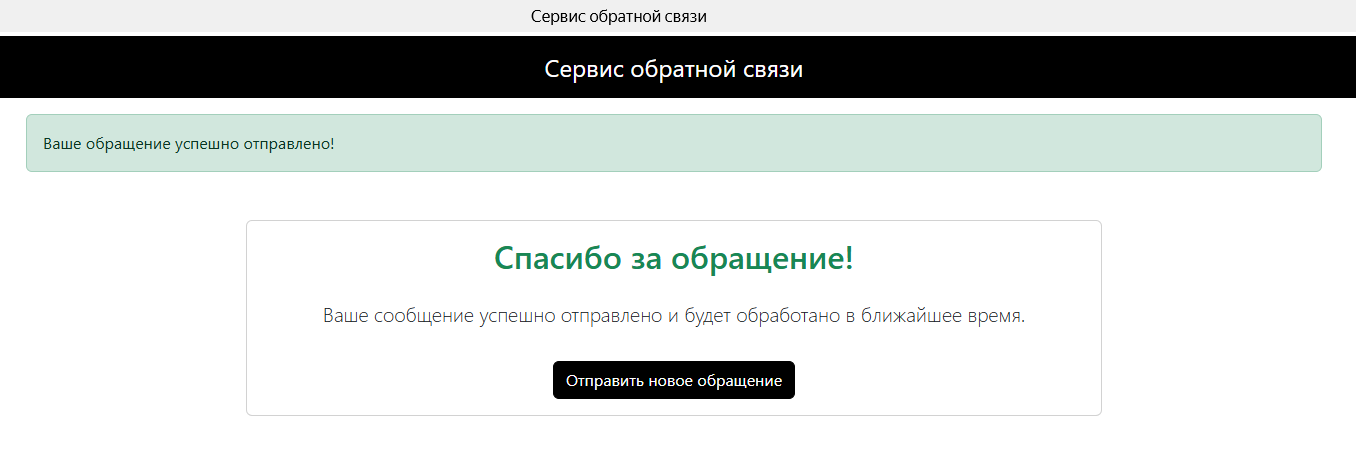 Сервис обратной связи
Сервис обратной связи
Ваше обращение успешно отправлено!
Спасибо за обращение!
Ваше сообщение успешно отправлено и будет обработано в ближайшее время.
Отправить новое обращение